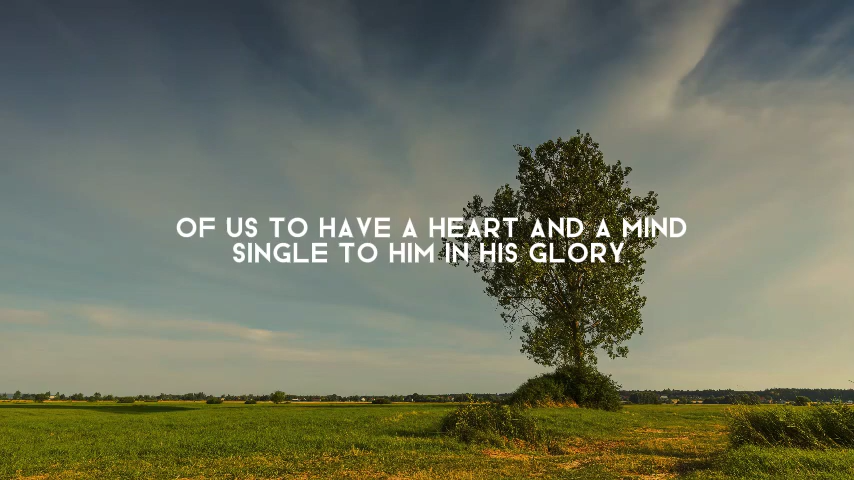 OF US TO HAVE A HEART AND A MIND
SINGLE TO HIM IN HIS GLORY